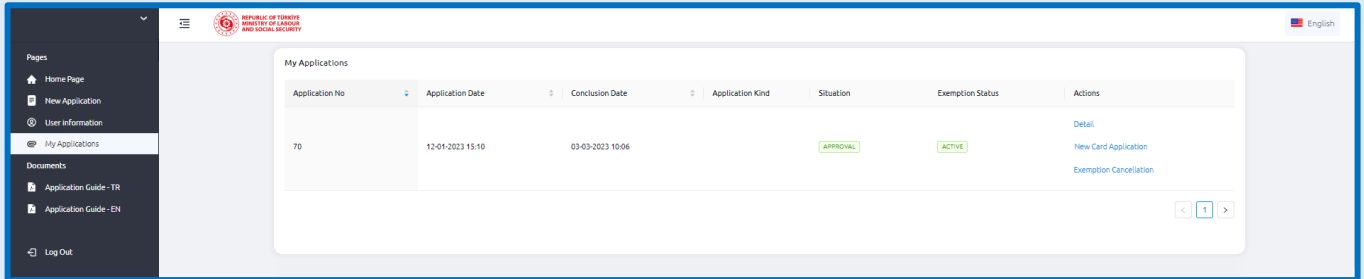 REPUBLIC OF TÜRKİYE
MINISTRY OF LABOUR
AND SOCIAL SECURITY
English
Pages
Home Page
New Application
User information
My Applications
Documents
Application Guide - TR
Application Guide - EN
Log Out
My Applications
Application No Application Date Conclusion Date Application Kind Situation Exemption Status Actions
70 12-01-2023 15:10 03-03-2023 10:06 APPROVAL ACTIVE
Detail
New Card Application
Exemption Cancellation
< 1 >